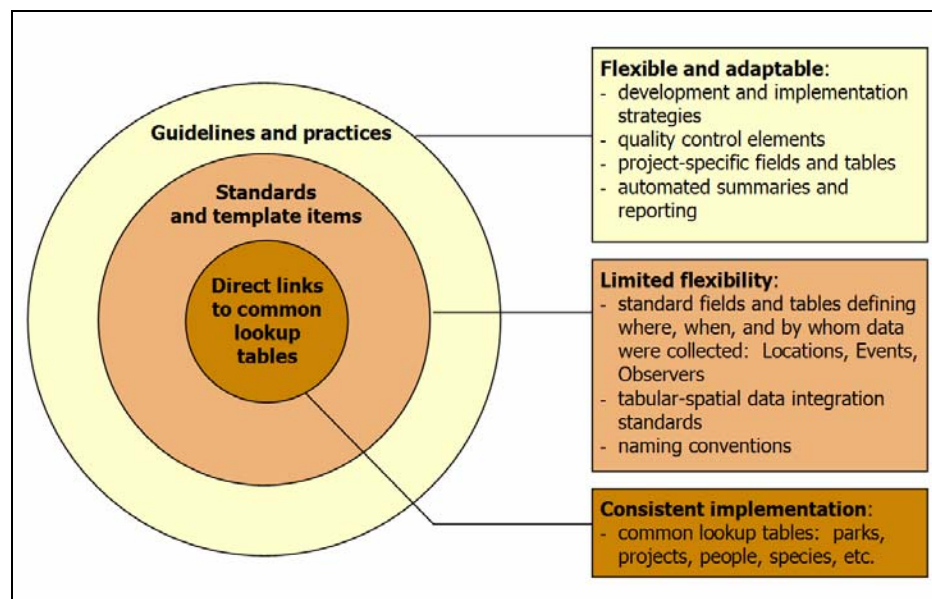 Guidelines and practices
Standards
and template items
Direct links
to common
lookup
tables
Flexible and adaptable:
- development and implementation
strategies
- quality control elements
- project-specific fields and tables
- automated summaries and
reporting
Limited flexibility:
- standard fields and tables defining
where, when, and by whom data
were collected: Locations, Events,
Observers
- tabular-spatial data integration
standards
- naming conventions
Consistent implementation:
- common lookup tables: parks,
projects, people, species, etc.